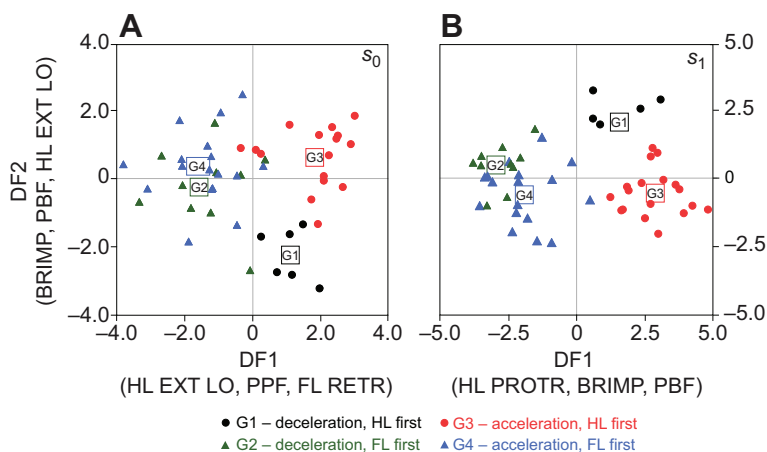 A
B
4.0
2.0
0
–2.0
–4.0
DF2
(BRIMP, PBF, HL EXT LO)
s0
G4
G2
G3
G1
–4.0 –2.0 0 2.0 4.0
DF1
(HL EXT LO, PPF, FL RETR)
s1
5.0
2.5
0
–2.5
–5.0
G1
G2
G4
G3
–5.0 –2.5 0 2.5 5.0
DF1
(HL PROTR, BRIMP, PBF)
G1 – deceleration, HL first
G3 – acceleration, HL first
G2 – deceleration, FL first
G4 – acceleration, FL first